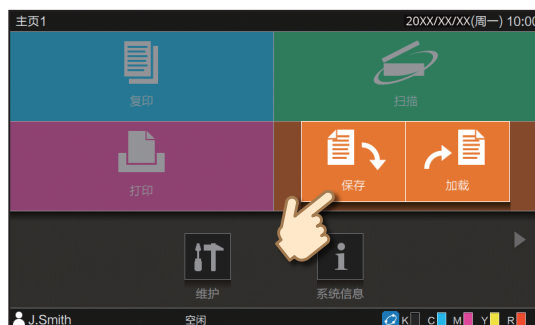 主页1 20XX/XX/XX(周一) 10:00
复印 扫描
打印 保存 加载
维护 系统信息
J.Smith 空闲 K C M Y R